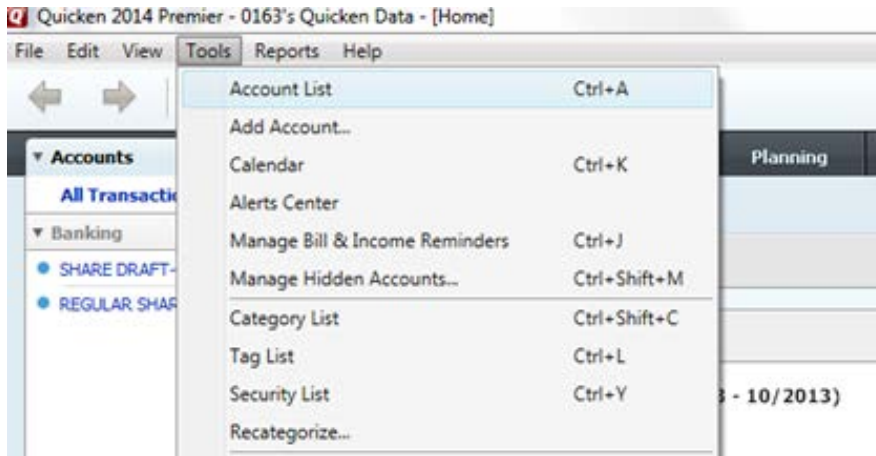 Quicken 2014 Premier - 0163's Quicken Data - [Home]
File Edit View Tools Reports Help
Account List Ctrl+A
Add Account...
Accounts
Calendar Ctrl+K
Planning
All Transactio
Alerts Center
Banking
Manage Bill & Income Reminders Ctrl+J
SHARE DRAFT-
Manage Hidden Accounts... Ctrl+Shift+M
REGULAR SHAR
Category List Ctrl+Shift+C
Tag List Ctrl+L
Security List Ctrl+Y
- 10/2013)
Recategorize...